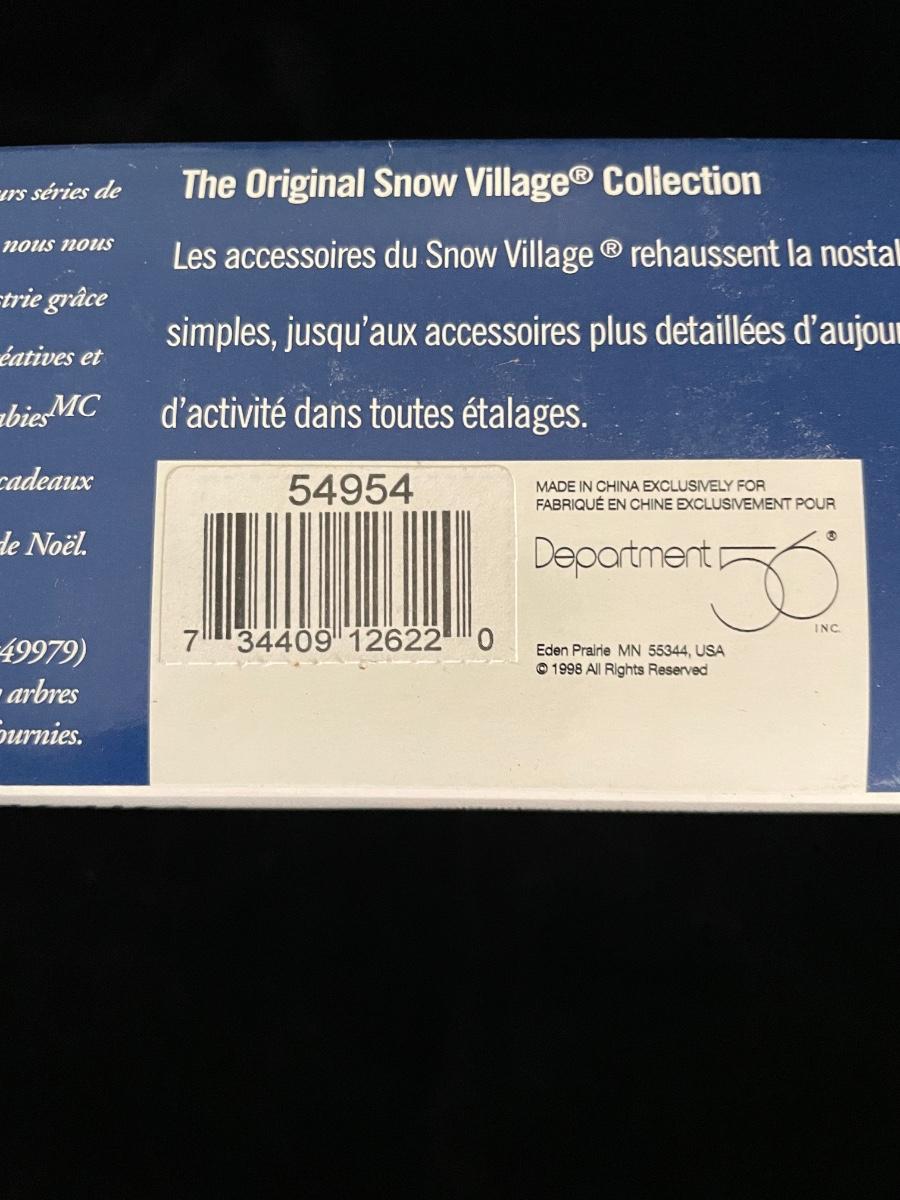 urs séries de
nous nous
strie grâce
éatives et
abiesMC
cadeaux
de Noël.
49979)
arbres
ournies.
The Original Snow Village® Collection
Les accessoires du Snow Village ® rehaussent la nostal
simples, jusqu'aux accessoires plus detaillées d'aujour
d'activité dans toutes étalages.
54954
7 34409 12622 0
MADE IN CHINA EXCLUSIVELY FOR
FABRIQUÉ EN CHINE EXCLUSIVEMENT POUR
Department 56 ®
INC.
Eden Prairie MN 55344, USA
© 1998 All Rights Reserved